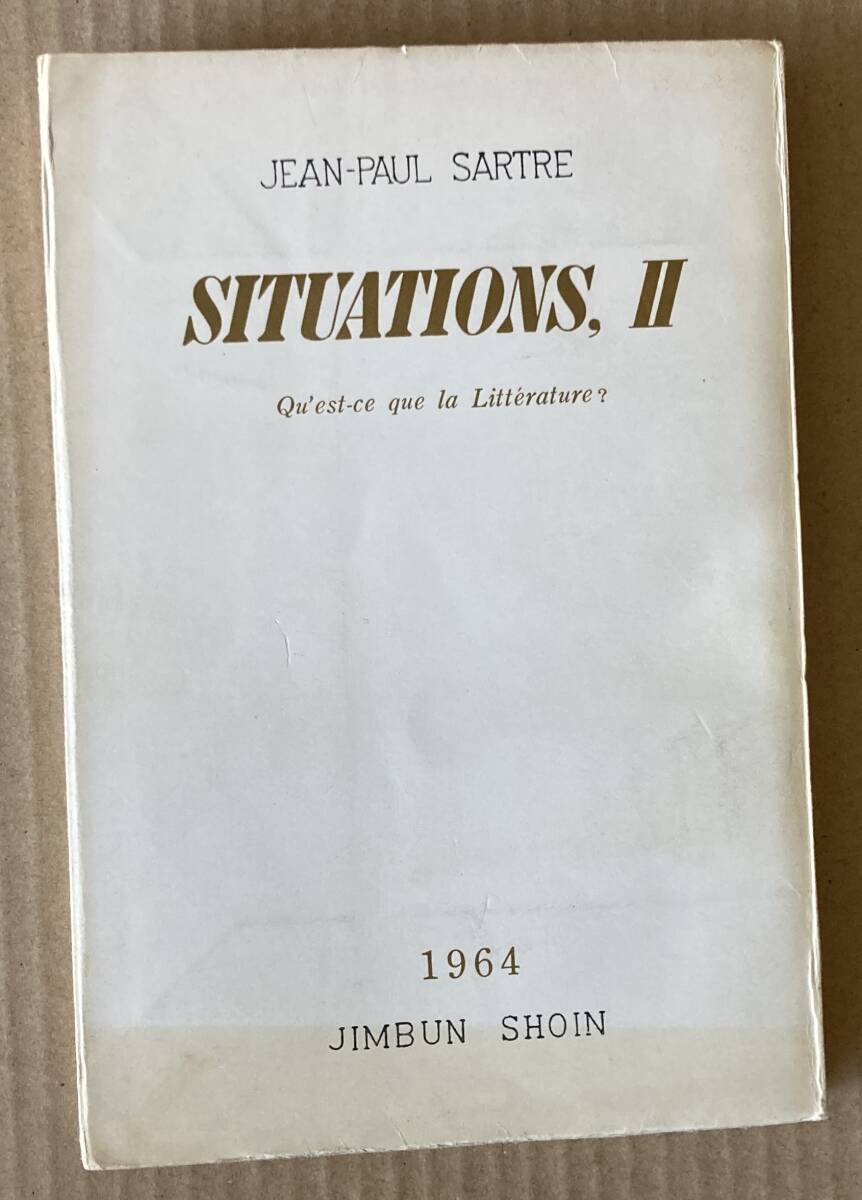 JEAN-PAUL SARTRE
SITUATIONS, II
Qu'est-ce que la Littérature?
1964
JIMBUN SHOIN